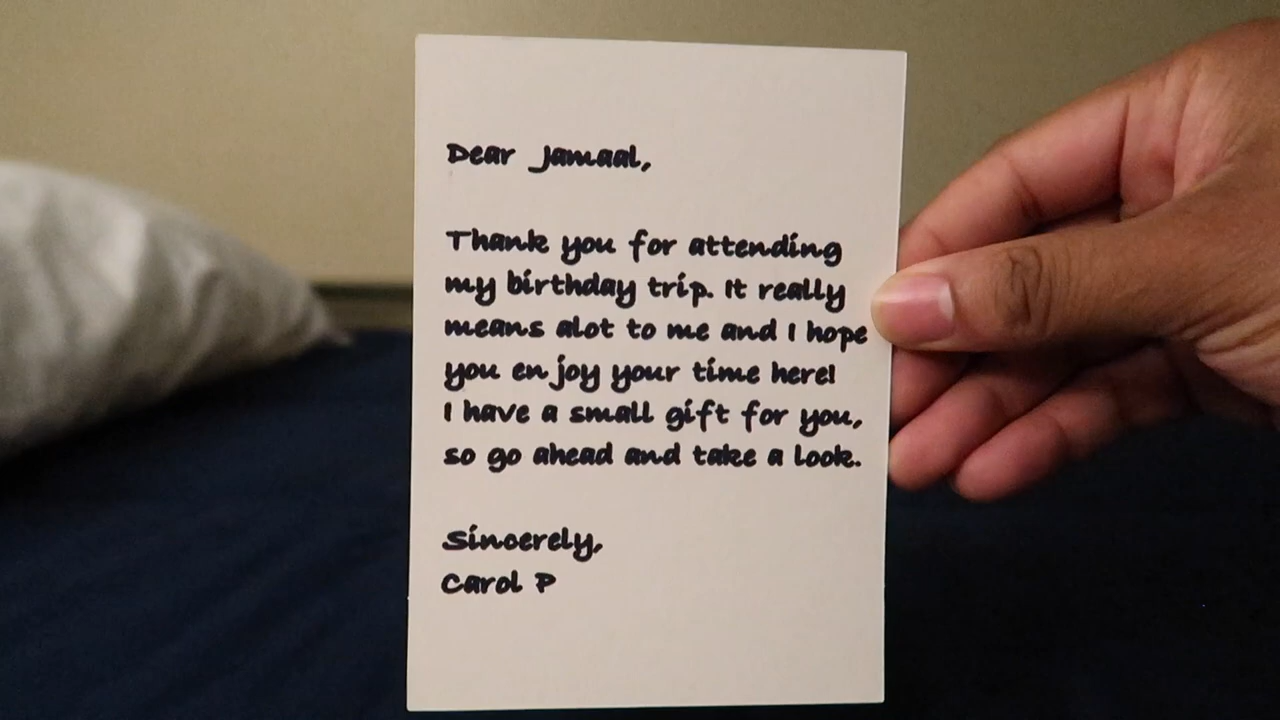 Dear Jamaal,
Thank you for attending
my birthday trip. It really
means alot to me and I hope
you enjoy your time here!
I have a small gift for you,
so go ahead and take a look.
Sincerely,
Carol P